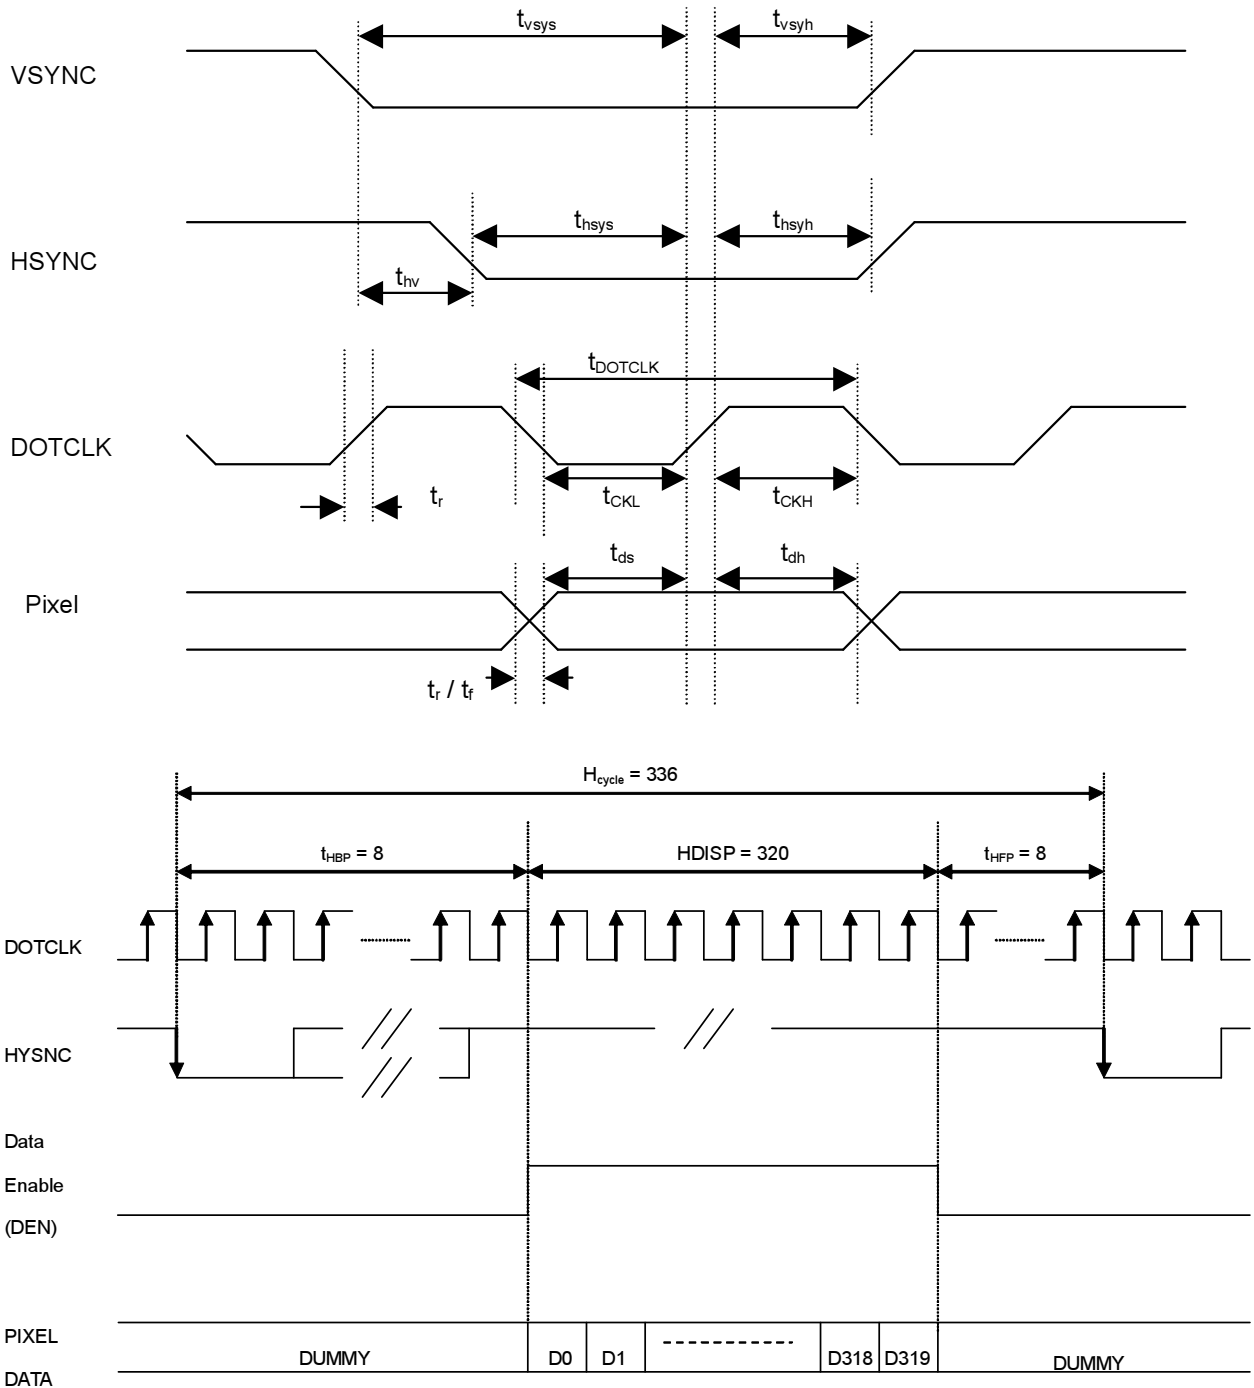 tvsys tvsyh
VSYNC
thsys thsyh
HSYNC
thv
tDOTCLK
DOTCLK
tr tCKL tCKH
tds tdh
Pixel
tr / tf
Hcycle = 336
tHBP = 8 HDISP = 320 tHFP = 8
DOTCLK
HYSNC
Data
Enable
(DEN)
PIXEL
DUMMY D0 D1 D318 D319 DUMMY
DATA